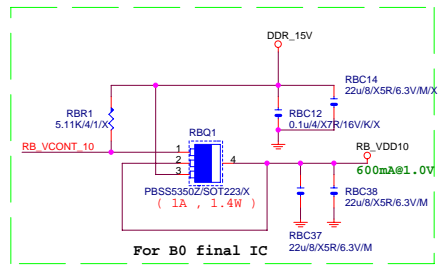 DDR_15V
RBC14
22u/8/X5R/6.3V/M/X
RBR1
5.11K/4/1/X
RBC12
0.1u/4/X7R/16V/K/X
RBQ1
RB_VCONT_10
1
2
3
4
RB_VDD10
600mA@1.0V
PBSS5350Z/SOT223/X
( 1A , 1.4W )
RBC38
22u/8/X5R/6.3V/M
RBC37
22u/8/X5R/6.3V/M
For B0 final IC